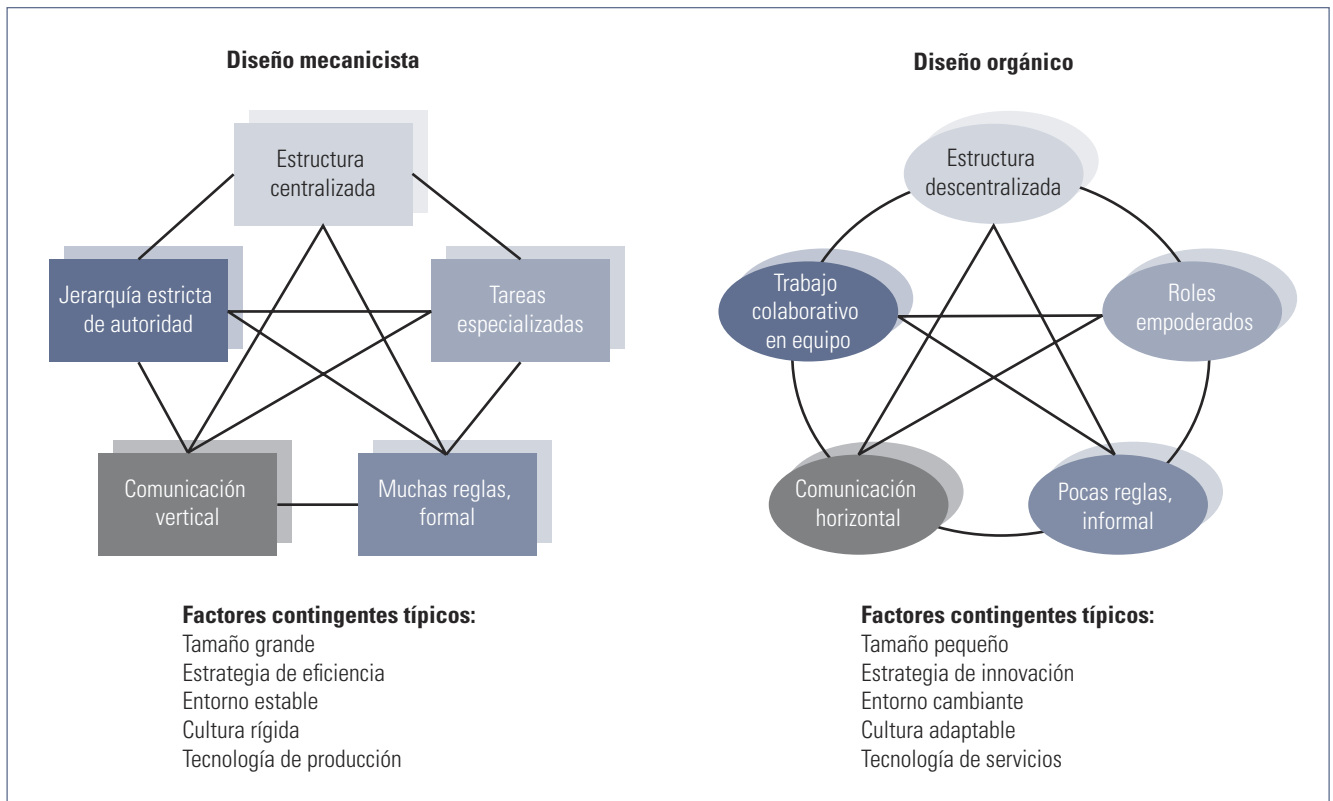 Diseño mecanicista
Estructura
centralizada
Jerarquía estricta
de autoridad
Tareas
especializadas
Comunicación
vertical
Muchas reglas,
formal
Factores contingentes típicos:
Tamaño grande
Estrategia de eficiencia
Entorno estable
Cultura rígida
Tecnología de producción
Diseño orgánico
Estructura
descentralizada
Trabajo
colaborativo
en equipo
Roles
empoderados
Comunicación
horizontal
Pocas reglas,
informal
Factores contingentes típicos:
Tamaño pequeño
Estrategia de innovación
Entorno cambiante
Cultura adaptable
Tecnología de servicios